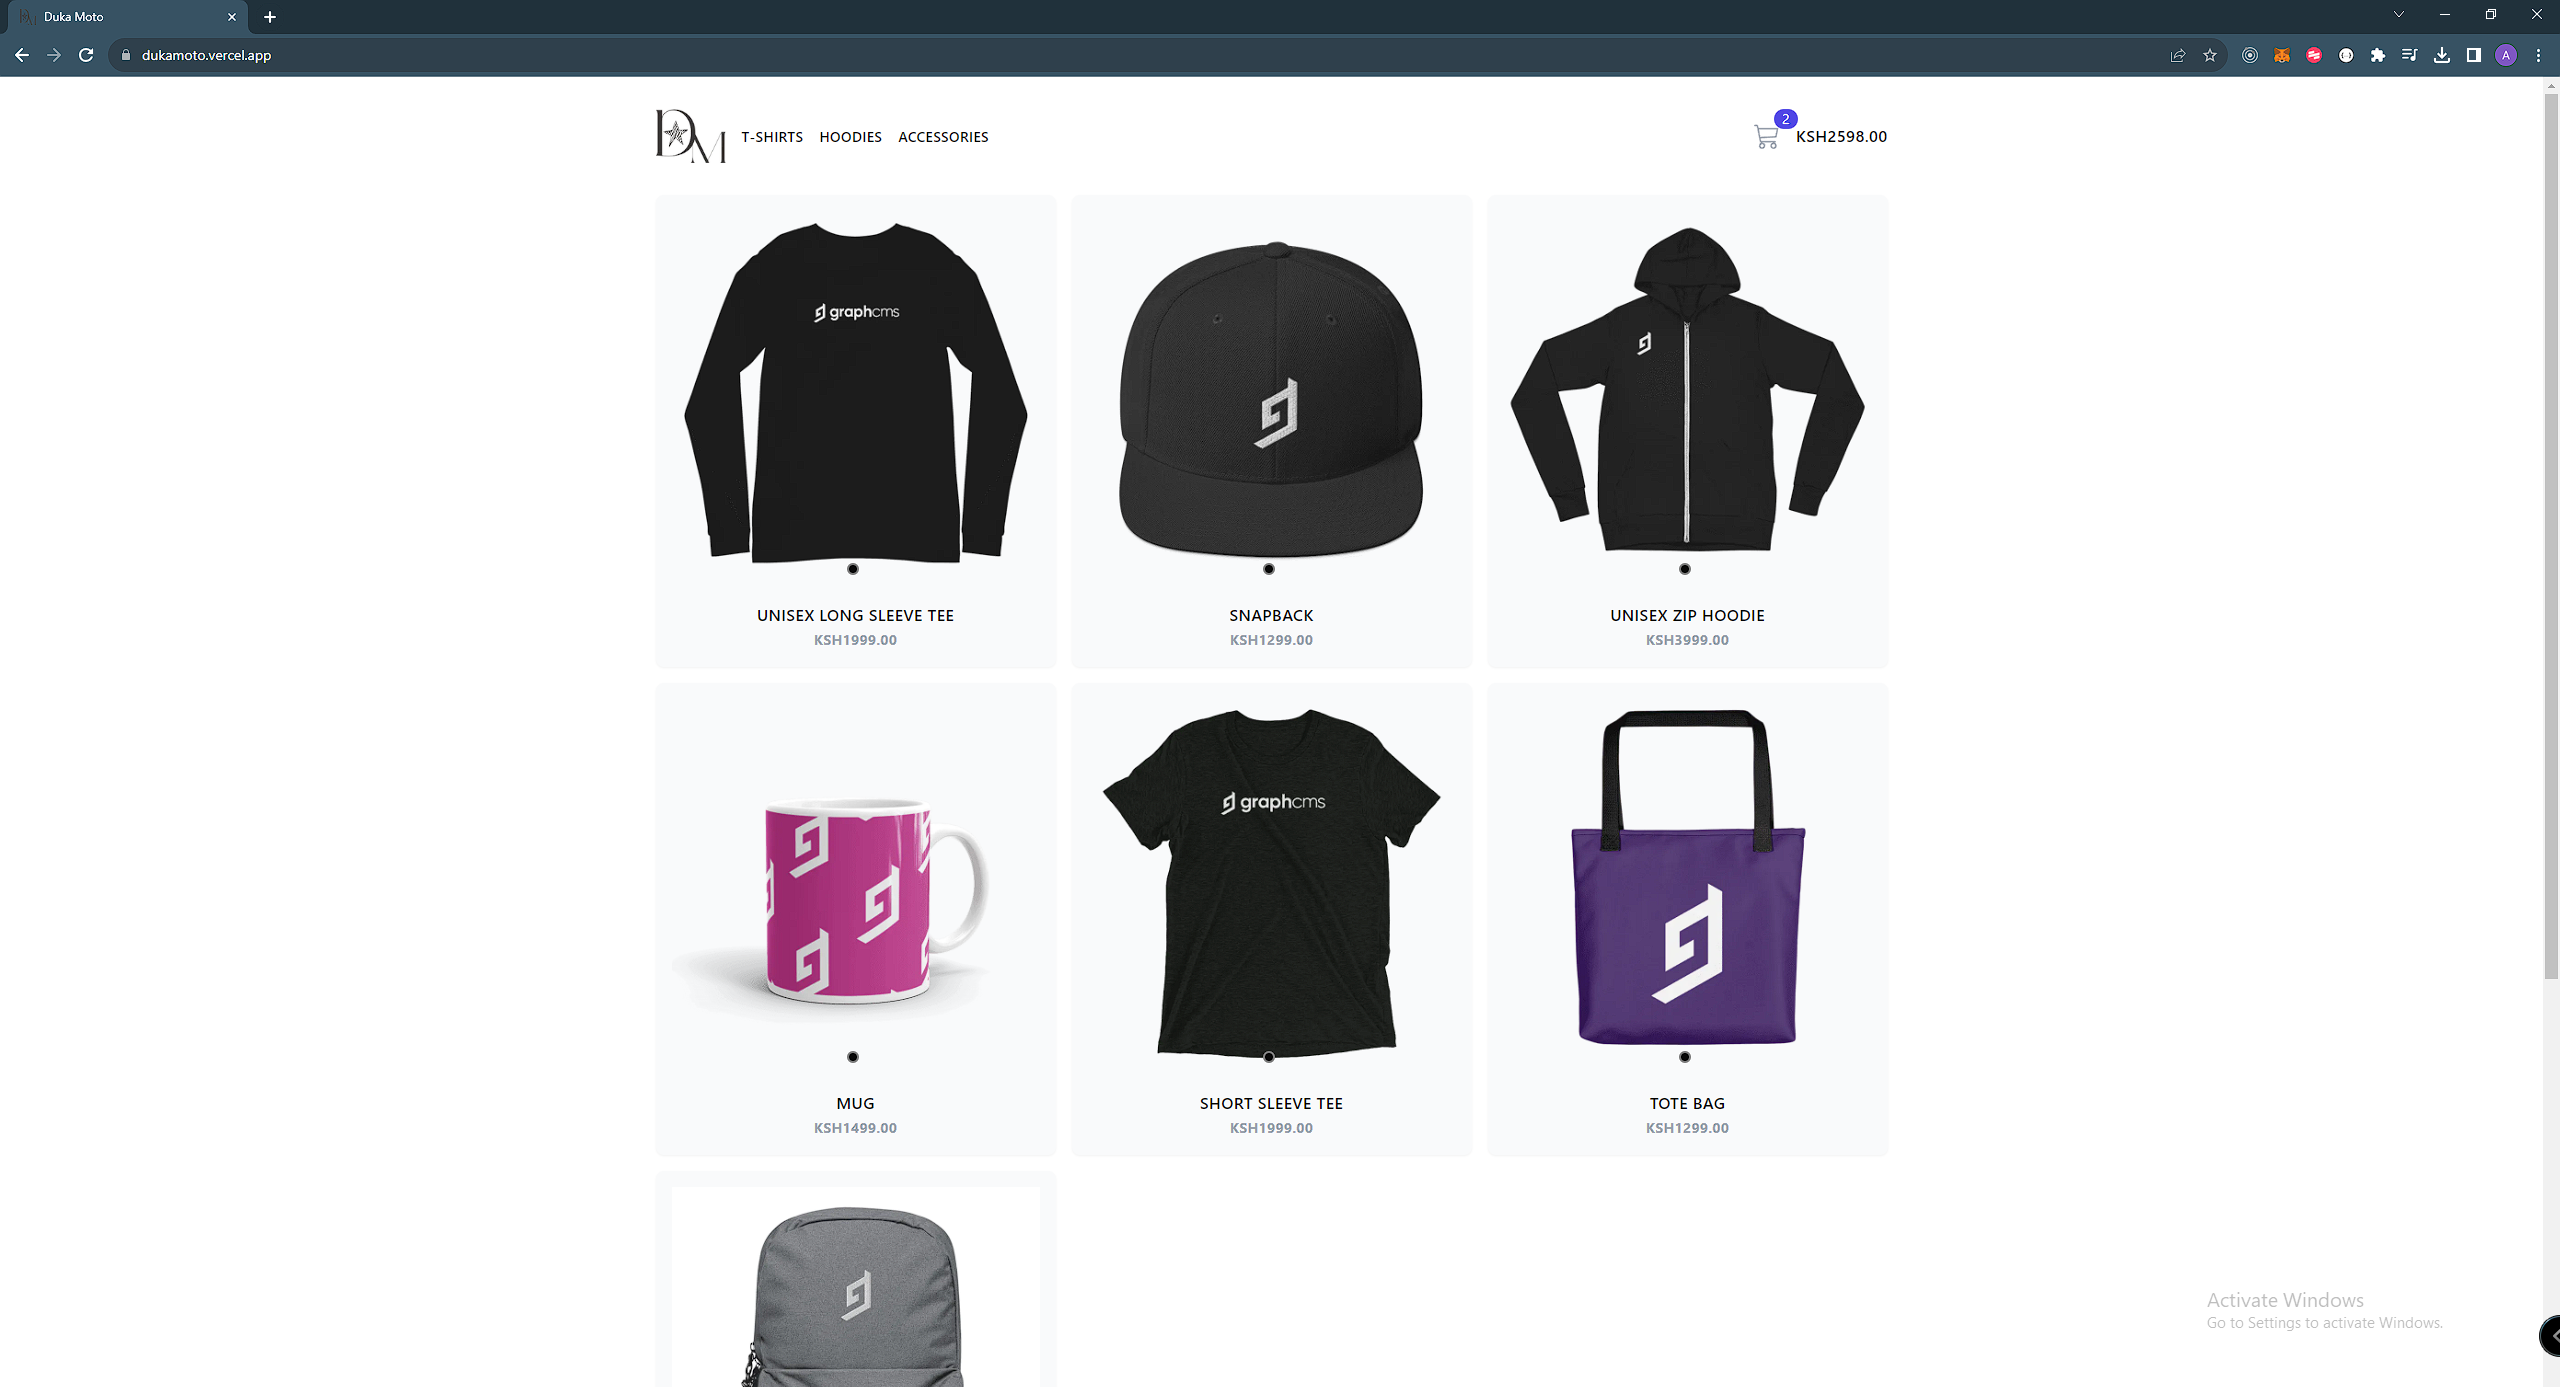 Duka Moto
dukamoto.vercel.app
A
DM T-SHIRTS HOODIES ACCESSORIES
2
KSH2598.00
graphcms
UNISEX LONG SLEEVE TEE
KSH1999.00
SNAPBACK
KSH1299.00
UNISEX ZIP HOODIE
KSH3999.00
MUG
KSH1499.00
graphcms
SHORT SLEEVE TEE
KSH1999.00
TOTE BAG
KSH1299.00
Activate Windows
Go to Settings to activate Windows.